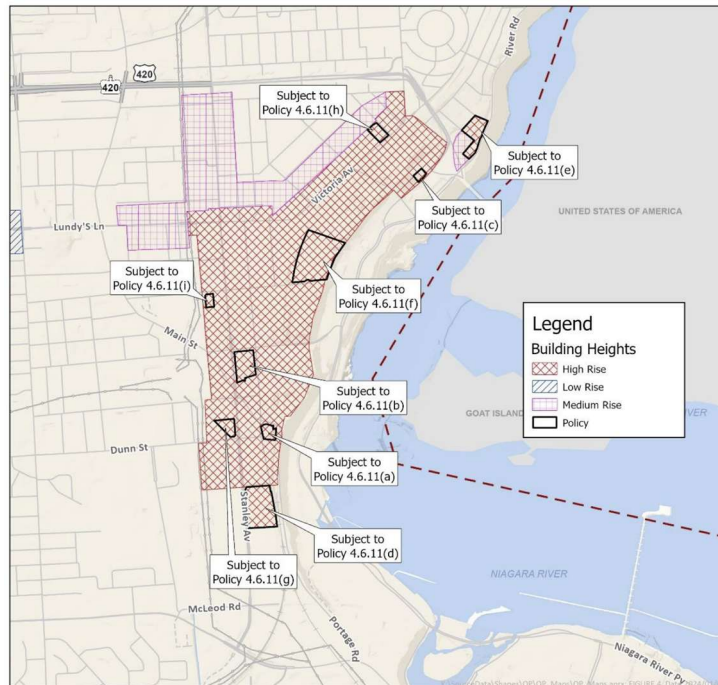 420
420
River Rd
Subject to
Policy 4.6.11(h)
Subject to
Policy 4.6.11(e)
Victoria Av
Subject to
Policy 4.6.11(c)
UNITED STATES OF AMERICA
Lundy'S Ln
Subject to
Policy 4.6.11(i)
Subject to
Policy 4.6.11(f)
Main St
Legend
Building Heights
High Rise
Low Rise
Medium Rise
Policy
Subject to
Policy 4.6.11(b)
GOAT ISLAND
RIVER
Dunn St
Subject to
Policy 4.6.11(a)
Stanley Av
Subject to
Policy 4.6.11(d)
Subject to
Policy 4.6.11(g)
NIAGARA RIVER
McLeod Rd
Portage Rd
Niagara River Py